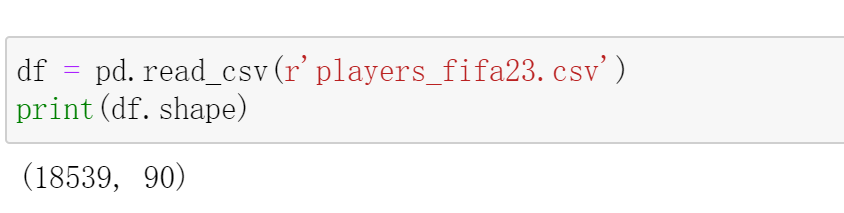 df = pd.read_csv(r'players_fifa23.csv')
print(df.shape)
(18539, 90)